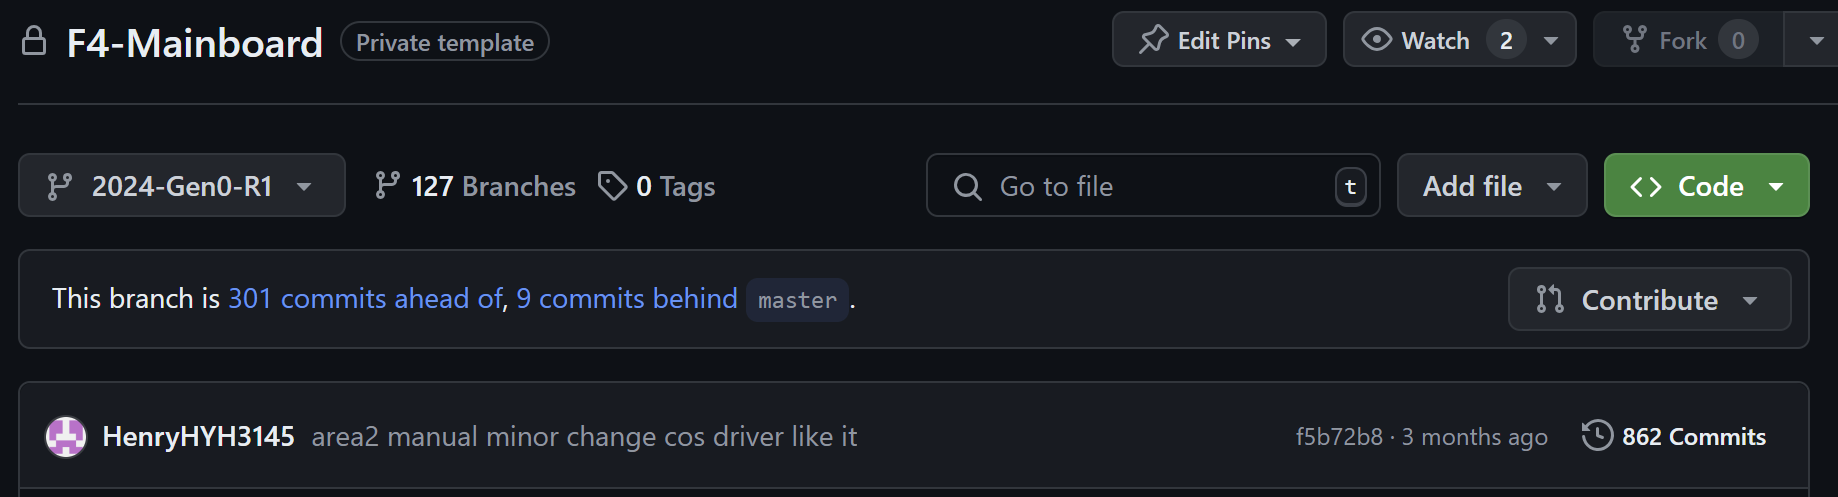 F4-Mainboard Private template Edit Pins Watch 2 Fork 0
2024-Gen0-R1 127 Branches 0 Tags Go to file t Add file Code
This branch is 301 commits ahead of, 9 commits behind master. Contribute
HenryHYH3145 area2 manual minor change cos driver like it f5b72b8 · 3 months ago 862 Commits